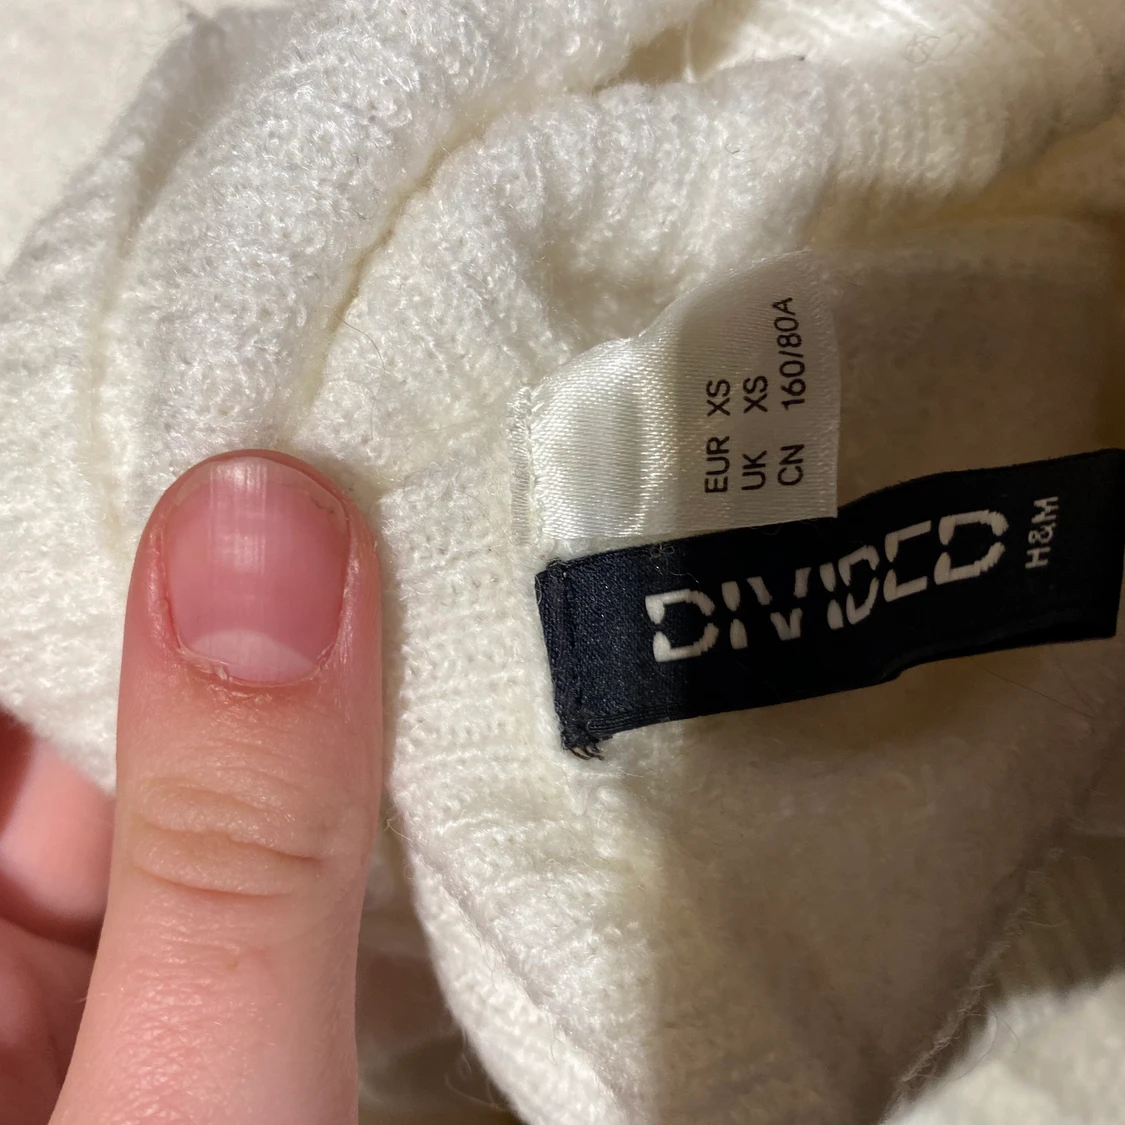 EUR XS
UK XS
CN 160/80A
DIVIDED
H&M